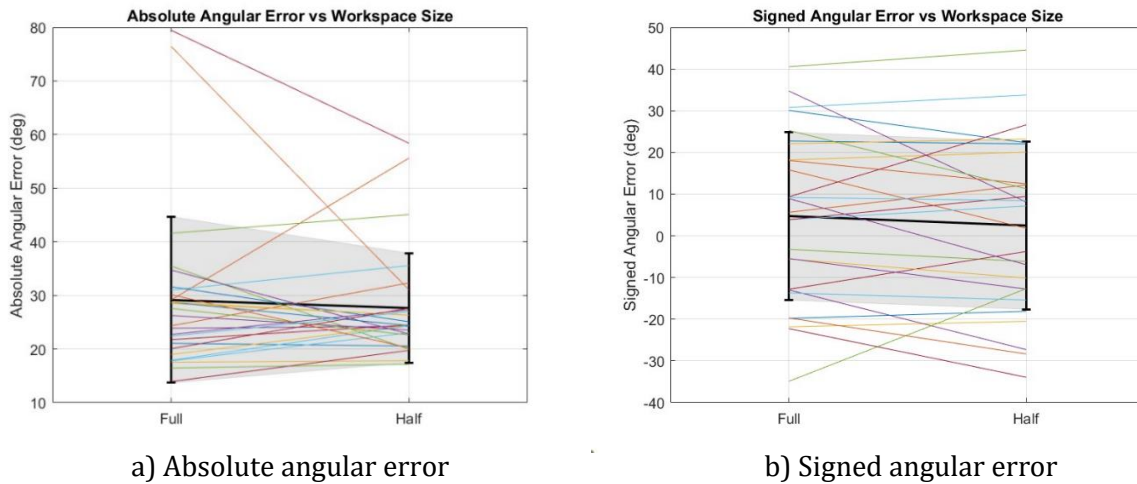 Absolute Angular Error vs Workspace Size
Absolute Angular Error (deg)
80
70
60
50
40
30
20
10
Full
Half
a) Absolute angular error
Signed Angular Error vs Workspace Size
Signed Angular Error (deg)
50
40
30
20
10
0
-10
-20
-30
-40
Full
Half
b) Signed angular error